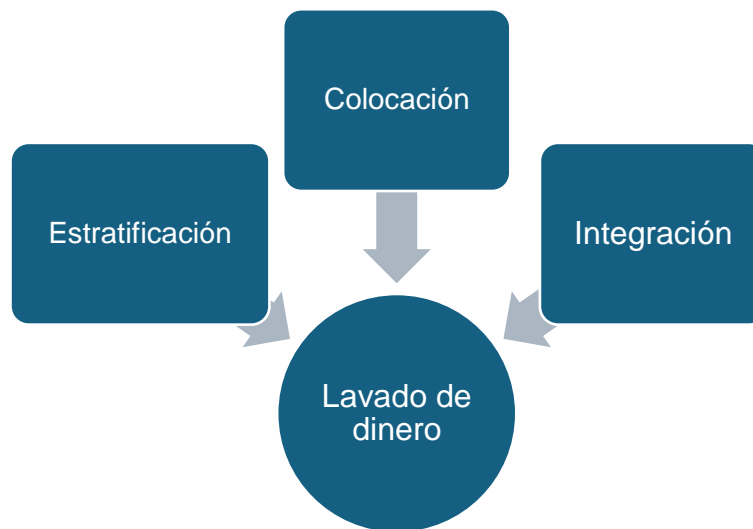 Colocación
Estratificación
Integración
Lavado de
dinero